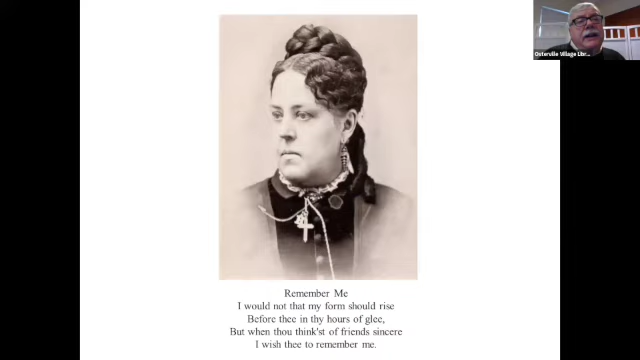 Osterville Village Libr...
Remember Me
I would not that my form should rise
Before thee in thy hours of glee,
But when thou think'st of friends sincere
I wish thee to remember me.